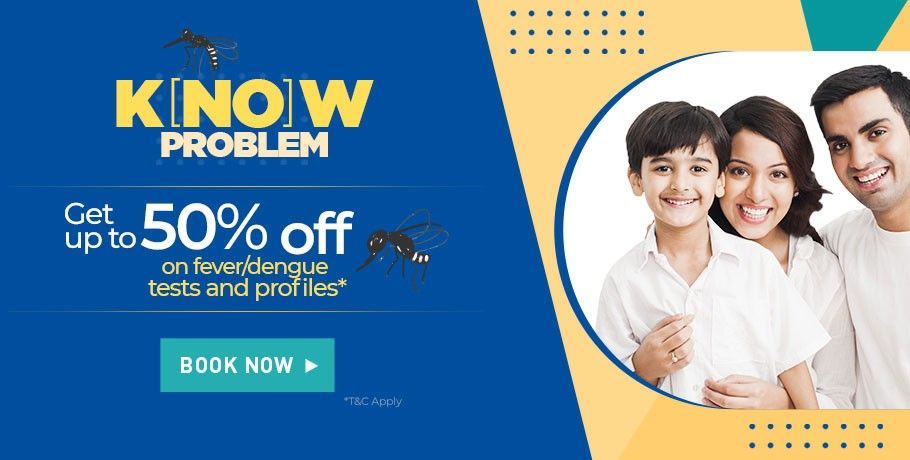 K[NO]W
PROBLEM
Get
up to 50% off
on fever/dengue
tests and profiles*
BOOK NOW ▶
*T&C Apply